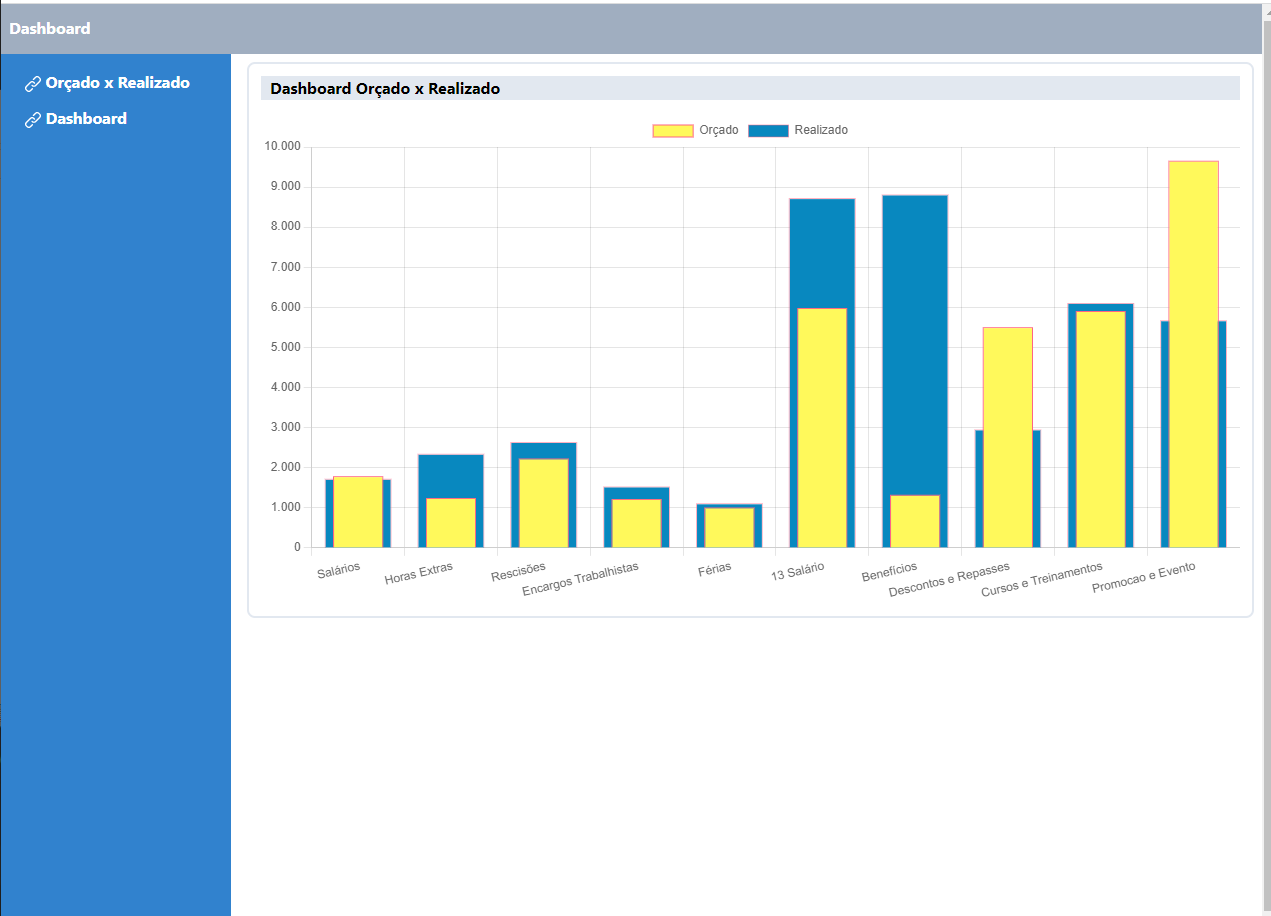 Dashboard
Orçado x Realizado
Dashboard
Dashboard Orçado x Realizado
Orçado Realizado
10.000
9.000
8.000
7.000
6.000
5.000
4.000
3.000
2.000
1.000
0
Salários
Horas Extras
Rescisões
Encargos Trabalhistas
Férias
13 Salário
Benefícios
Descontos e Repasses
Cursos e Treinamentos
Promocao e Evento